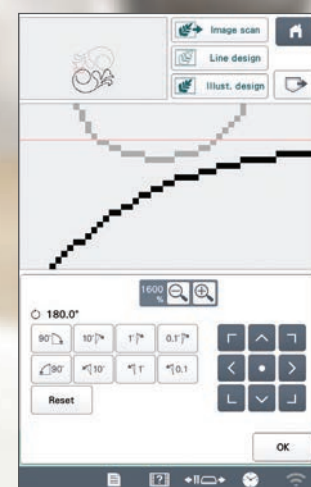 Image scan
Line design
Illust. design
1600 %
180.0°
90° 10° 1° 0.1°
90° 10° 1° 0.1
Reset
OK